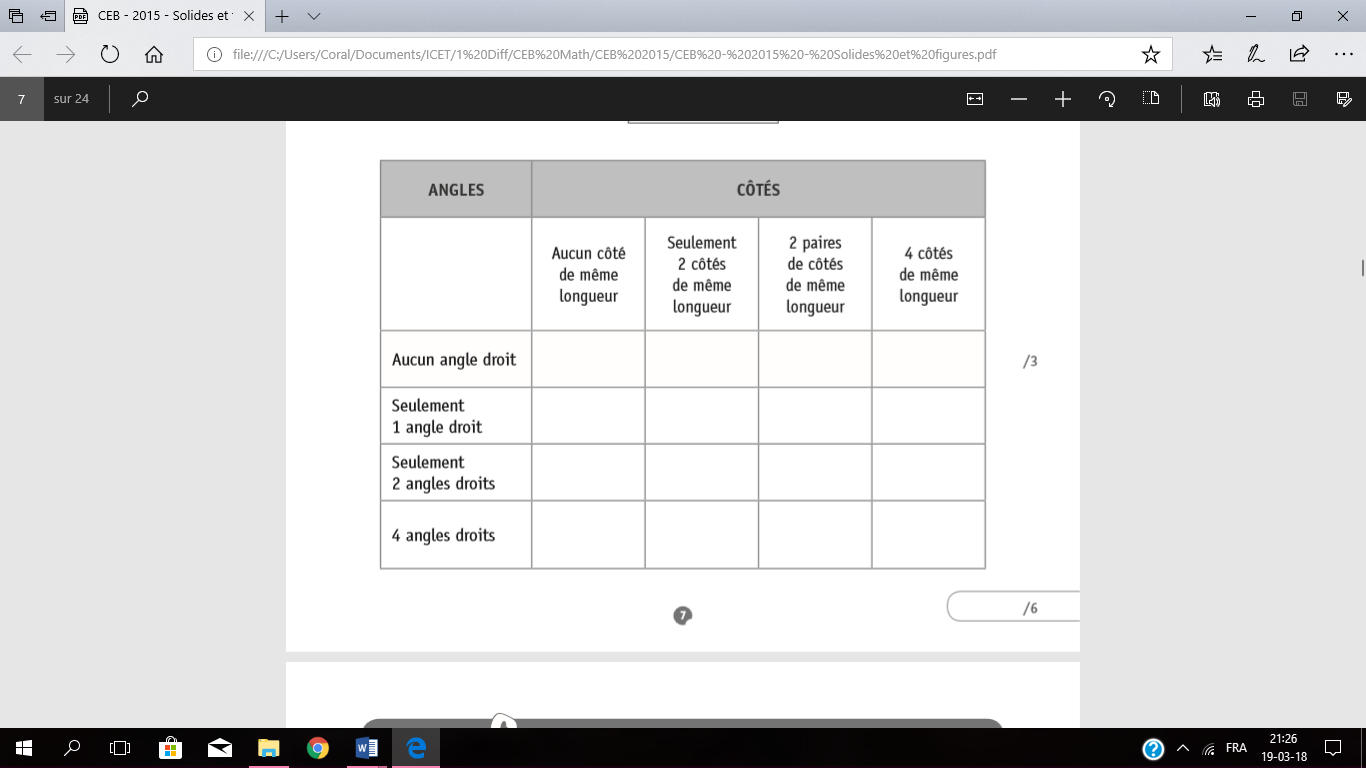 CEB - 2015 - Solides et
file:///C:/Users/Coral/Documents/ICET/1%20Diff/CEB%20Math/CEB%202015/CEB%20-%202015%20-%20Solides%20et%20figures.pdf
7 sur 24
ANGLES CÔTÉS
Aucun côté
de même
longueur
Seulement
2 côtés
de même
longueur
2 paires
de côtés
de même
longueur
4 côtés
de même
longueur
Aucun angle droit
/3
Seulement
1 angle droit
Seulement
2 angles droits
4 angles droits
7
/6
FRA
21:26
19-03-18